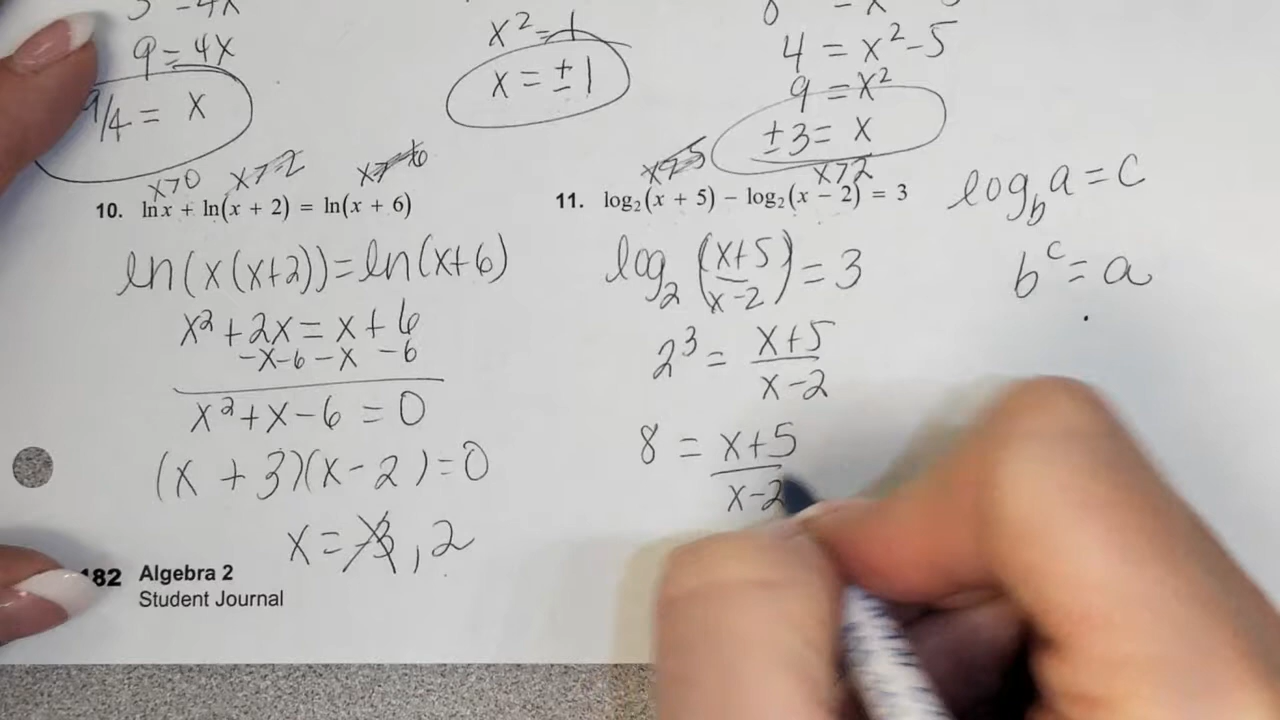 9 = 4x
9/4 = x
x² = 1
x = ± 1
4 = x² - 5
9 = x²
± 3 = x
x > 0 x > -2 x > -6
10. ln x + ln(x + 2) = ln(x + 6)
ln(x(x+2)) = ln(x+6)
x² + 2x = x + 6
-x - 6 - x - 6
x² + x - 6 = 0
(x + 3)(x - 2) = 0
x = -3, 2
x > -5 x > 2
11. log₂(x + 5) − log₂(x − 2) = 3
log₂ (x+5 / x-2) = 3
2³ = x+5 / x-2
8 = x+5 / x-2
log_b a = c
b^c = a
182 Algebra 2
Student Journal